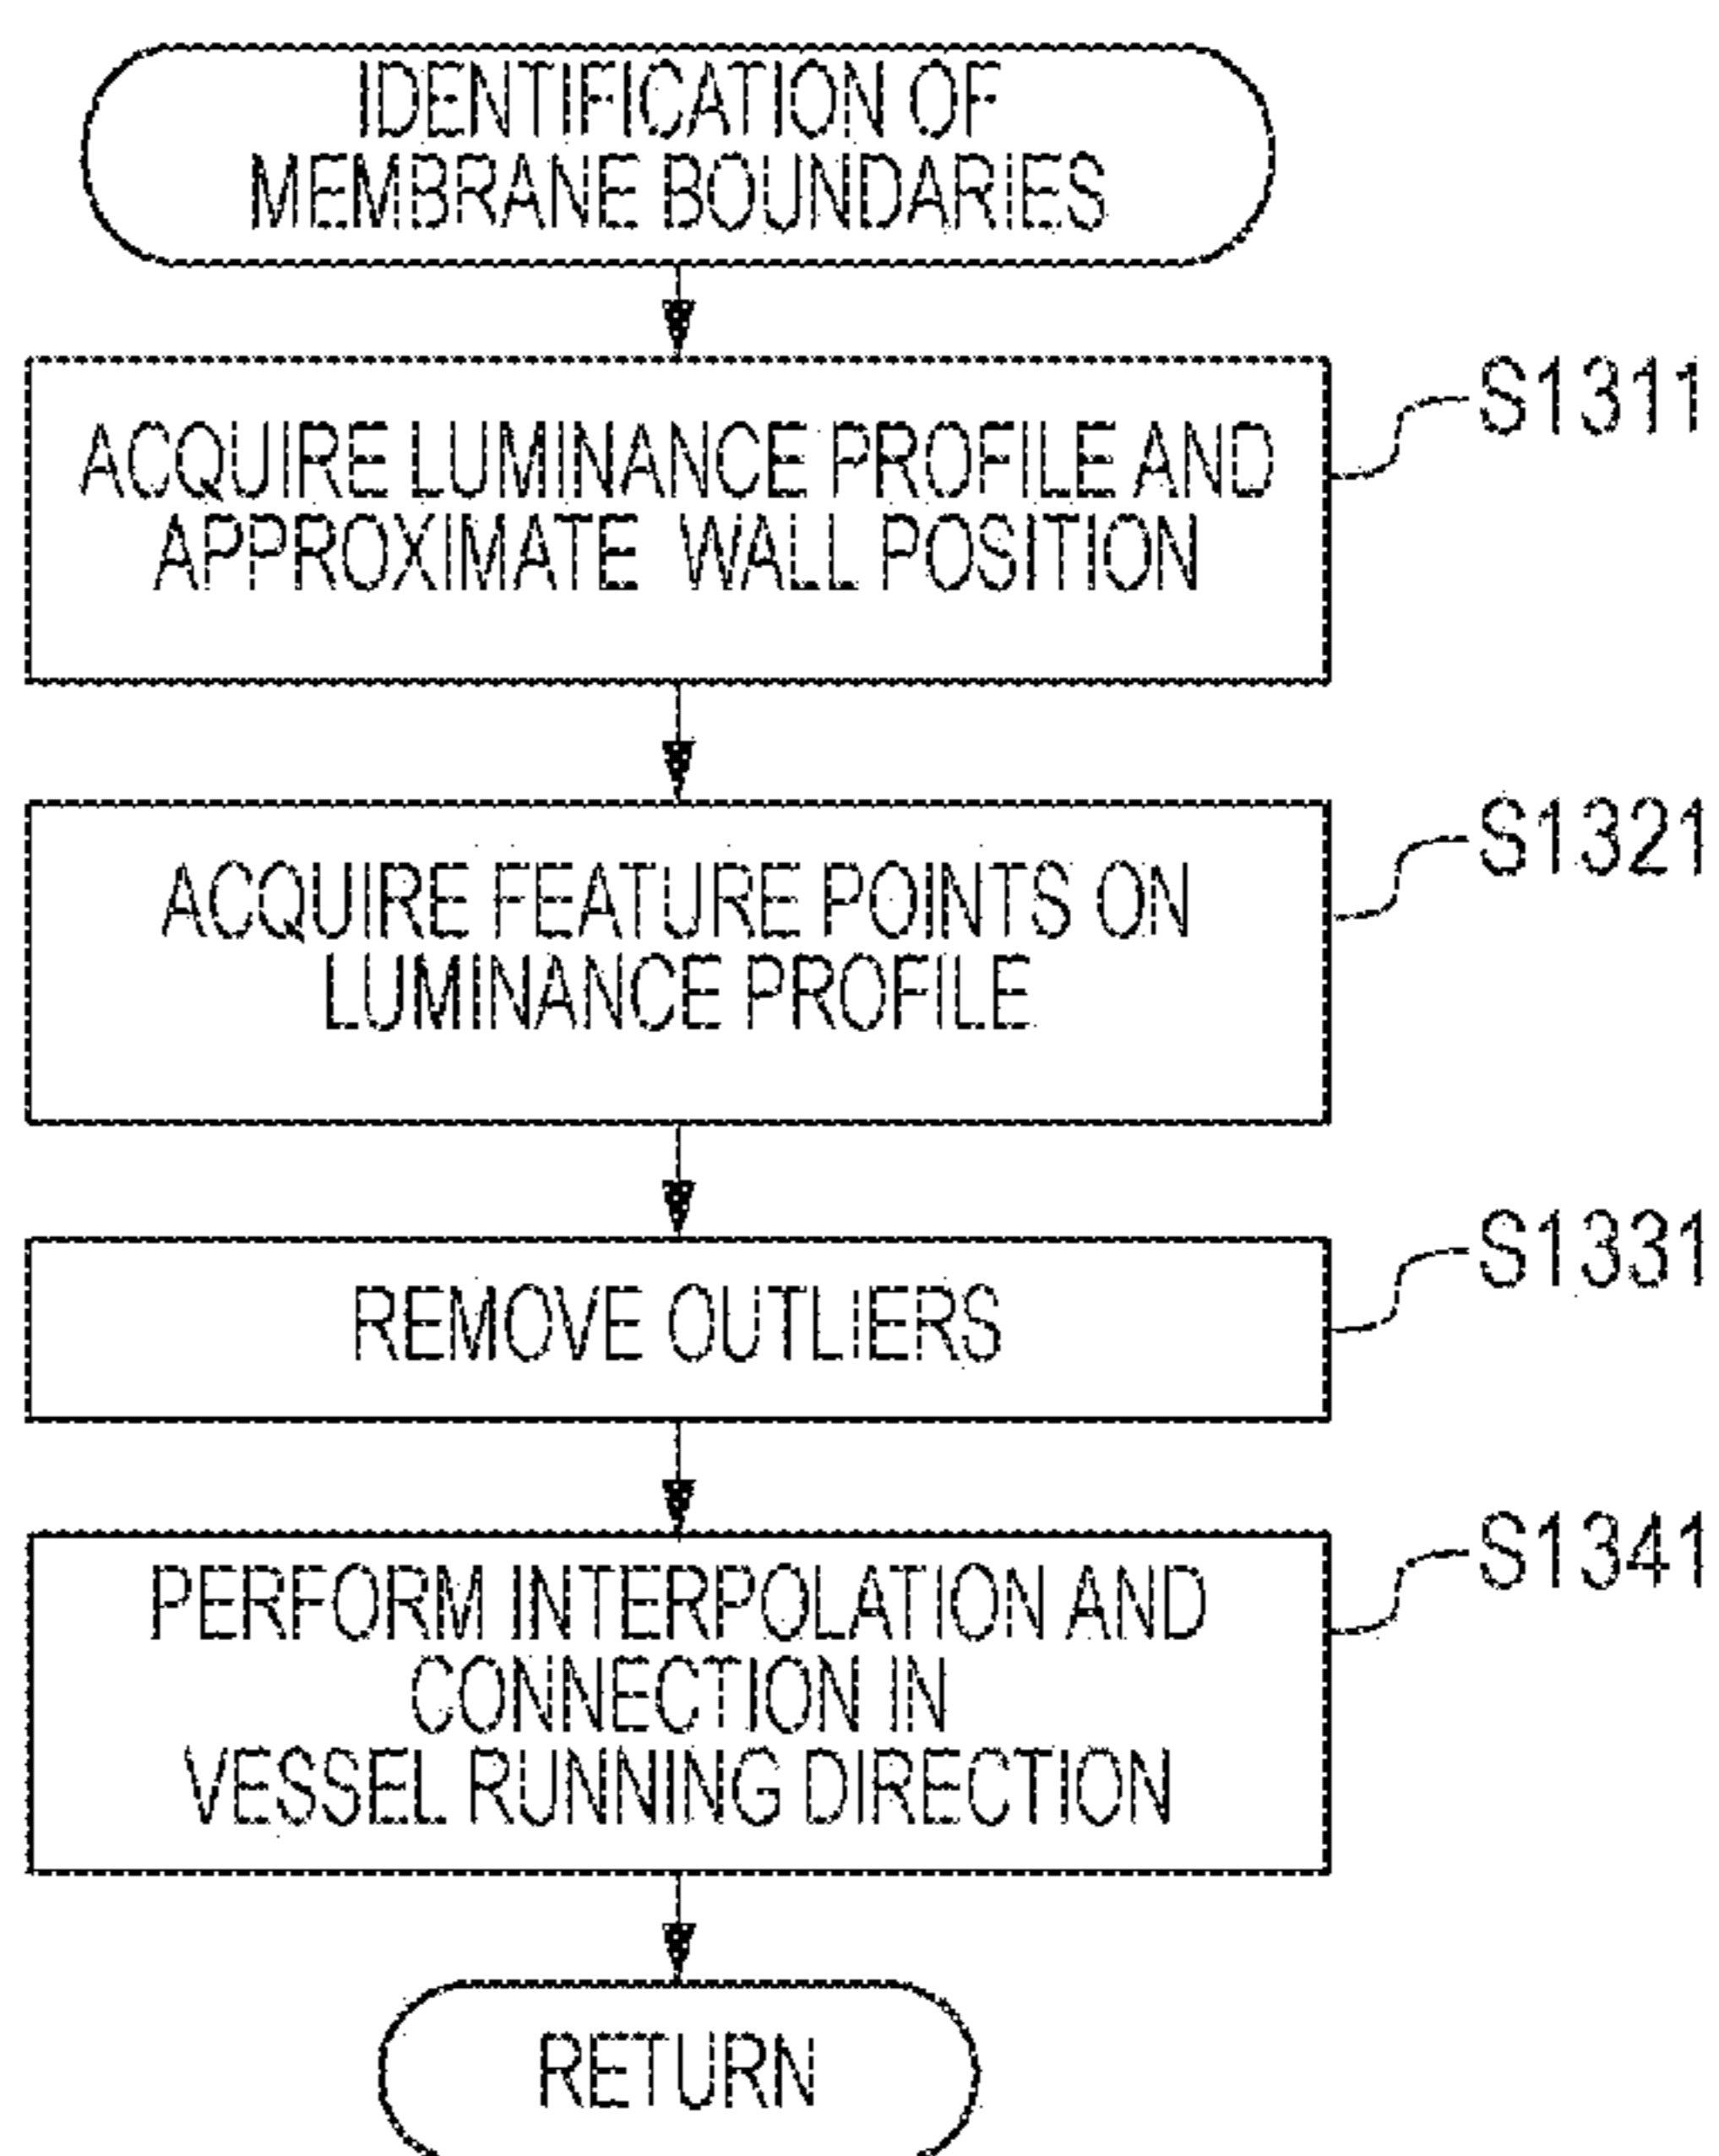 IDENTIFICATION OF
MEMBRANE BOUNDARIES
S1311
ACQUIRE LUMINANCE PROFILE AND
APPROXIMATE WALL POSITION
S1321
ACQUIRE FEATURE POINTS ON
LUMINANCE PROFILE
S1331
REMOVE OUTLIERS
S1341
PERFORM INTERPOLATION AND
CONNECTION IN
VESSEL RUNNING DIRECTION
RETURN